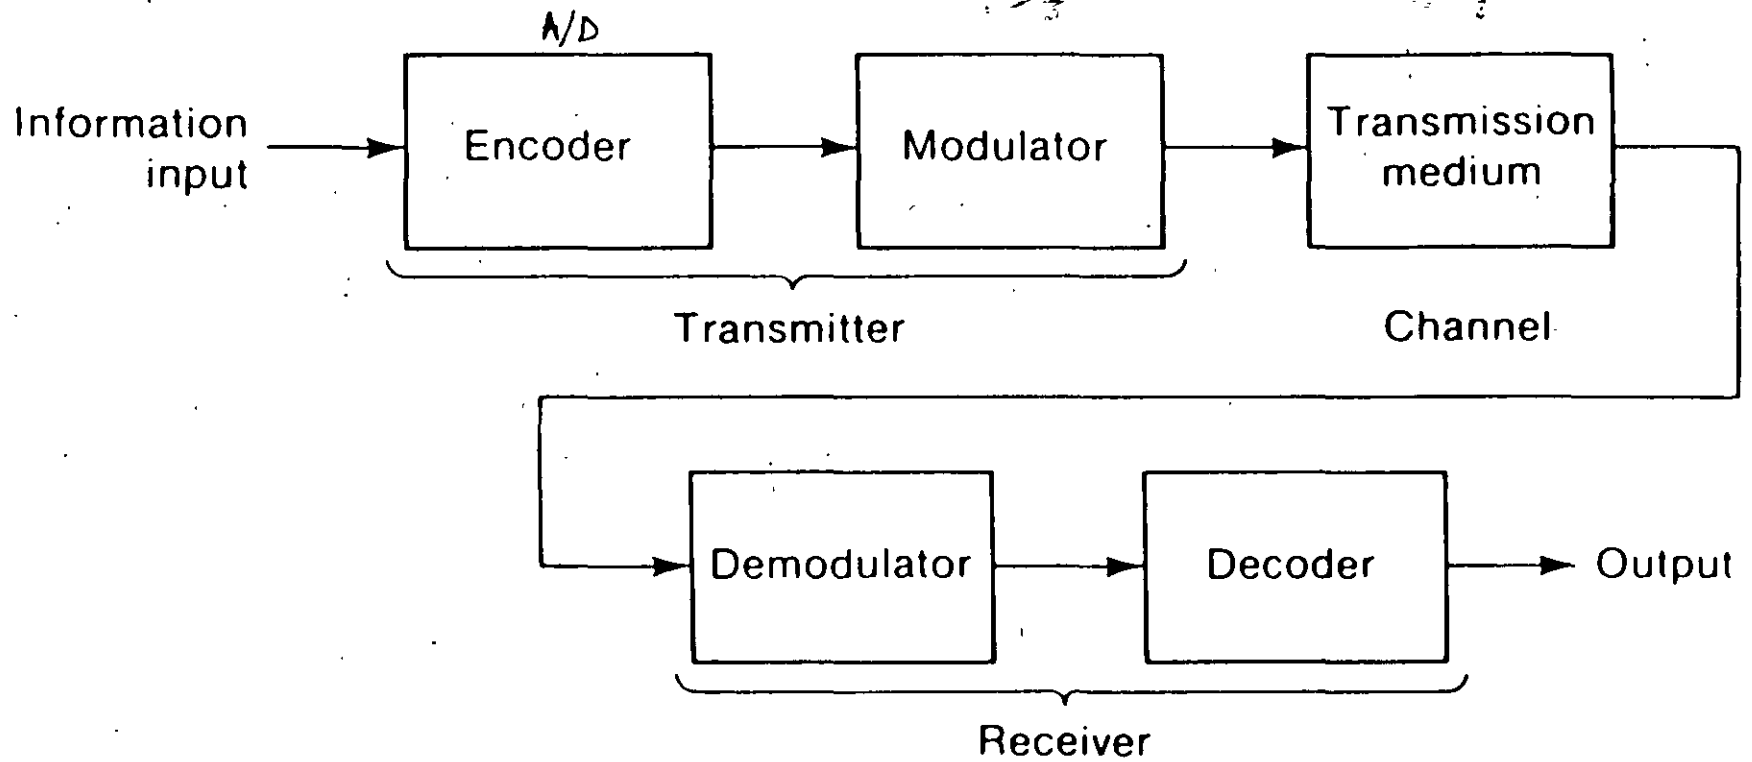 A/D
Information
input
Encoder
Modulator
Transmission
medium
Transmitter
Channel
Demodulator
Decoder
Output
Receiver